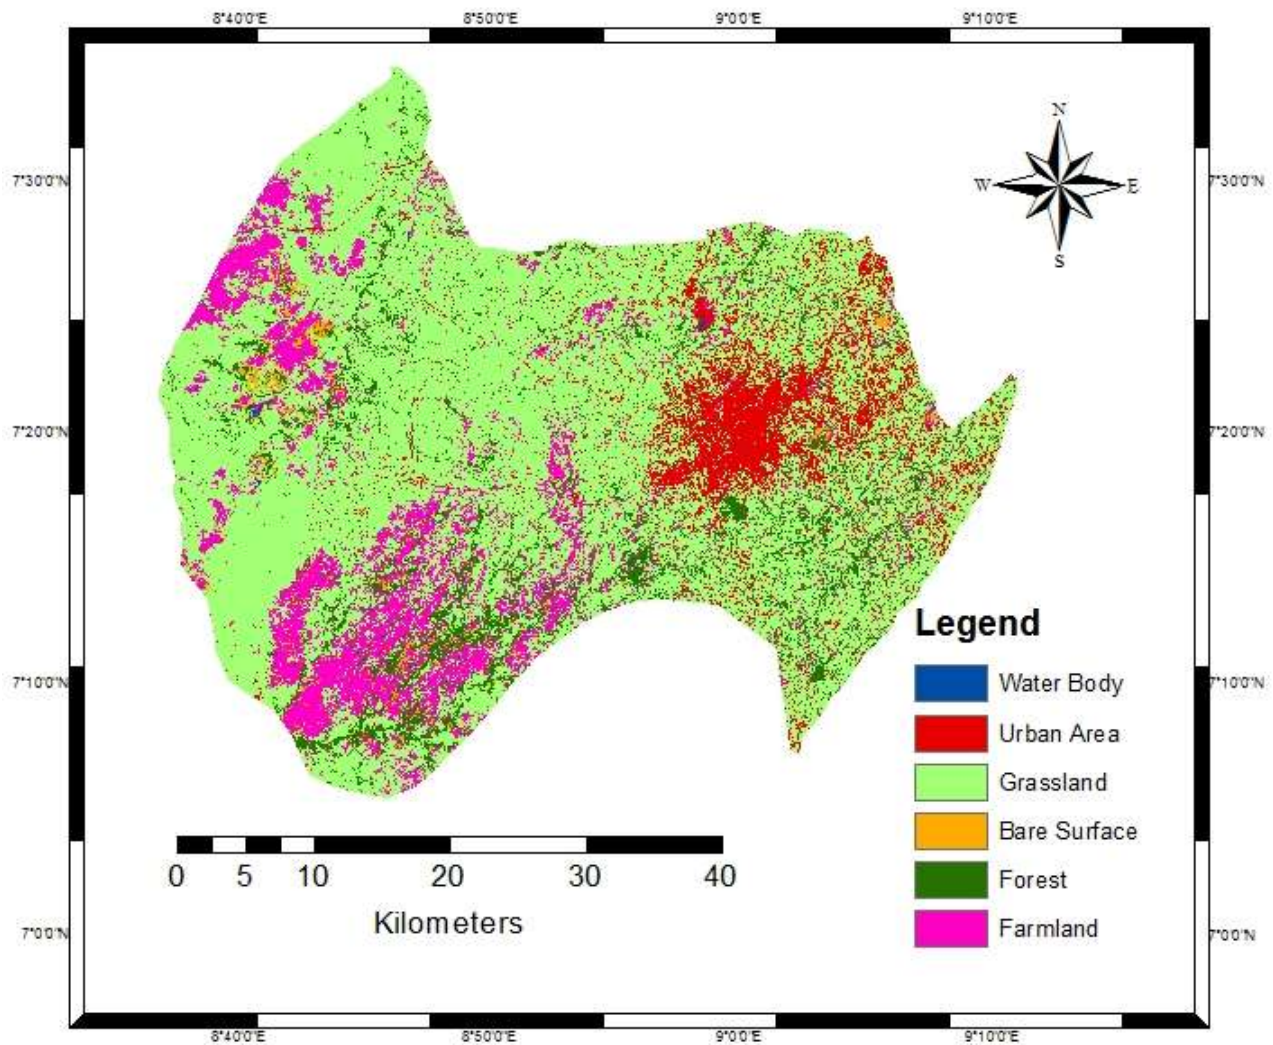 8°40'0"E 8°50'0"E 9°0'0"E 9°10'0"E
N
W E
S
7°30'0"N 7°30'0"N
7°20'0"N 7°20'0"N
Legend
Water Body
7°10'0"N 7°10'0"N
Urban Area
Grassland
Bare Surface
0 5 10 20 30 40
Forest
Kilometers
Farmland
7°0'0"N 7°0'0"N
8°40'0"E 8°50'0"E 9°0'0"E 9°10'0"E